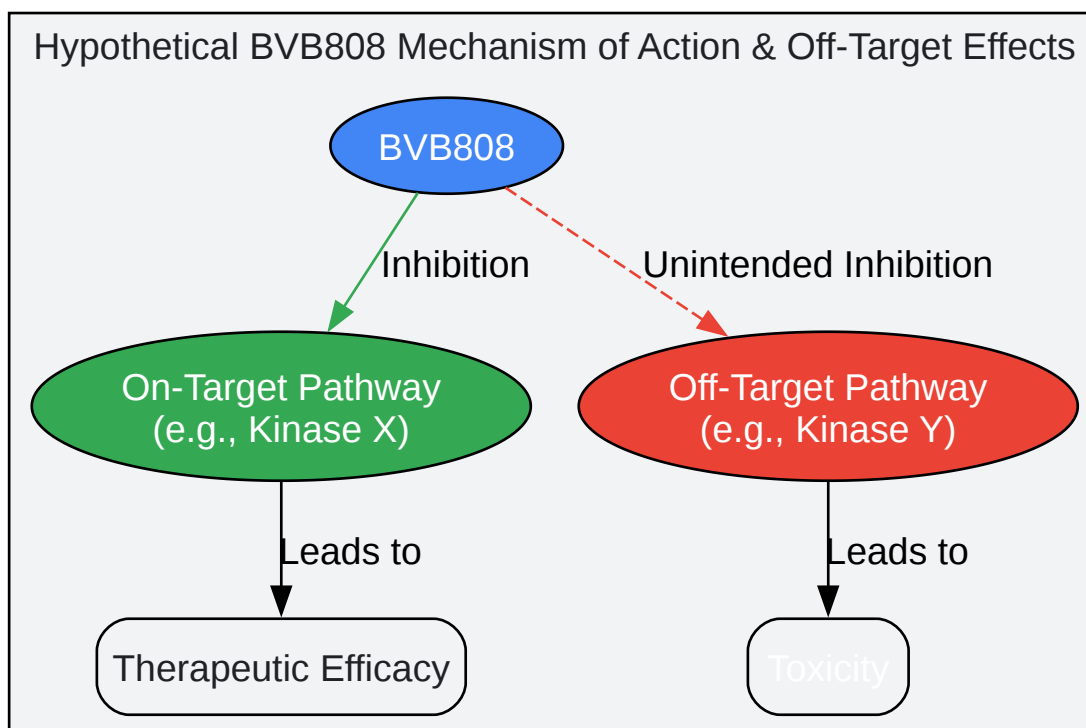 Hypothetical BVB808 Mechanism of Action & Off-Target Effects
BVB808
Inhibition
Unintended Inhibition
On-Target Pathway
(e.g., Kinase X)
Off-Target Pathway
(e.g., Kinase Y)
Leads to
Leads to
Therapeutic Efficacy
Toxicity